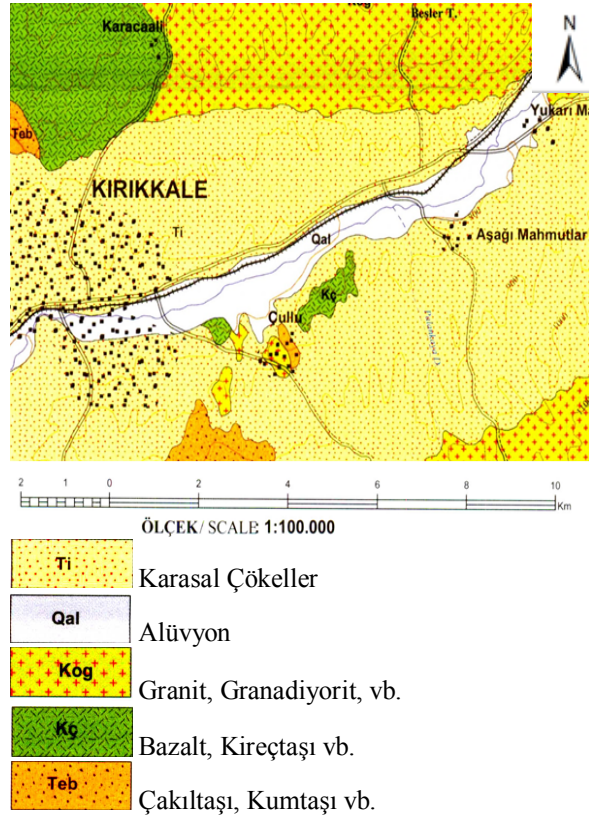 Kog
Karacaali
Beşler T.
N
Yukarı Ma
Teb
KIRIKKALE
Ti
Qal
Aşağı Mahmutlar
Kç
Çullu
2 1 0 2 4 6 8 10
Km
ÖLÇEK/ SCALE 1:100.000
Ti Karasal Çökeller
Qal Alüvyon
Kog Granit, Granadiyorit, vb.
Kç Bazalt, Kireçtaşı vb.
Teb Çakıltaşı, Kumtaşı vb.